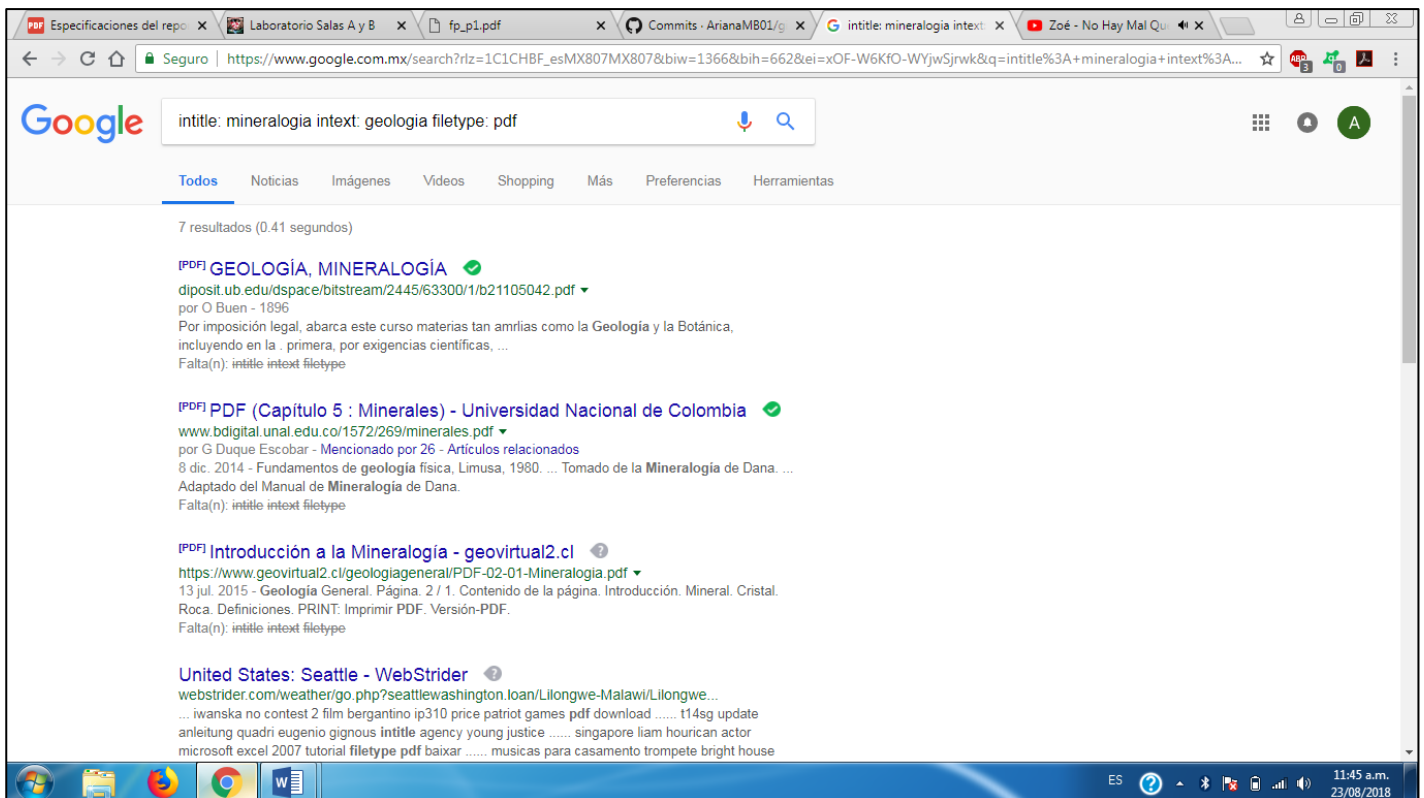 PDF Especificaciones del repo
Laboratorio Salas A y B
fp_p1.pdf
Commits · ArianaMB01/g
G intitle: mineralogia intext:
Zoé - No Hay Mal Qu
Seguro | https://www.google.com.mx/search?rlz=1C1CHBF_esMX807MX807&biw=1366&bih=662&ei=xOF-W6KfO-WYjwSjrwk&q=intitle%3A+mineralogia+intext%3A...
ABP 3
0
Google
intitle: mineralogia intext: geologia filetype: pdf
A
Todos Noticias Imágenes Videos Shopping Más Preferencias Herramientas
7 resultados (0.41 segundos)
[PDF] GEOLOGÍA, MINERALOGÍA
diposit.ub.edu/dspace/bitstream/2445/63300/1/b21105042.pdf
por O Buen - 1896
Por imposición legal, abarca este curso materias tan amrlias como la Geología y la Botánica,
incluyendo en la . primera, por exigencias científicas, ...
Falta(n): intitle intext filetype
[PDF] PDF (Capítulo 5 : Minerales) - Universidad Nacional de Colombia
www.bdigital.unal.edu.co/1572/269/minerales.pdf
por G Duque Escobar - Mencionado por 26 - Artículos relacionados
8 dic. 2014 - Fundamentos de geología física, Limusa, 1980. ... Tomado de la Mineralogía de Dana. ...
Adaptado del Manual de Mineralogía de Dana.
Falta(n): intitle intext filetype
[PDF] Introducción a la Mineralogía - geovirtual2.cl
https://www.geovirtual2.cl/geologiageneral/PDF-02-01-Mineralogia.pdf
13 jul. 2015 - Geología General. Página. 2 / 1. Contenido de la página. Introducción. Mineral. Cristal.
Roca. Definiciones. PRINT: Imprimir PDF. Versión-PDF.
Falta(n): intitle intext filetype
United States: Seattle - WebStrider
webstrider.com/weather/go.php?seattlewashington.loan/Lilongwe-Malawi/Lilongwe...
... iwanska no contest 2 film bergantino ip310 price patriot games pdf download ...... t14sg update
anleitung quadri eugenio gignous intitle agency young justice ...... singapore liam hourican actor
microsoft excel 2007 tutorial filetype pdf baixar ...... musicas para casamento trompete bright house
W
ES
11:45 a.m.
23/08/2018